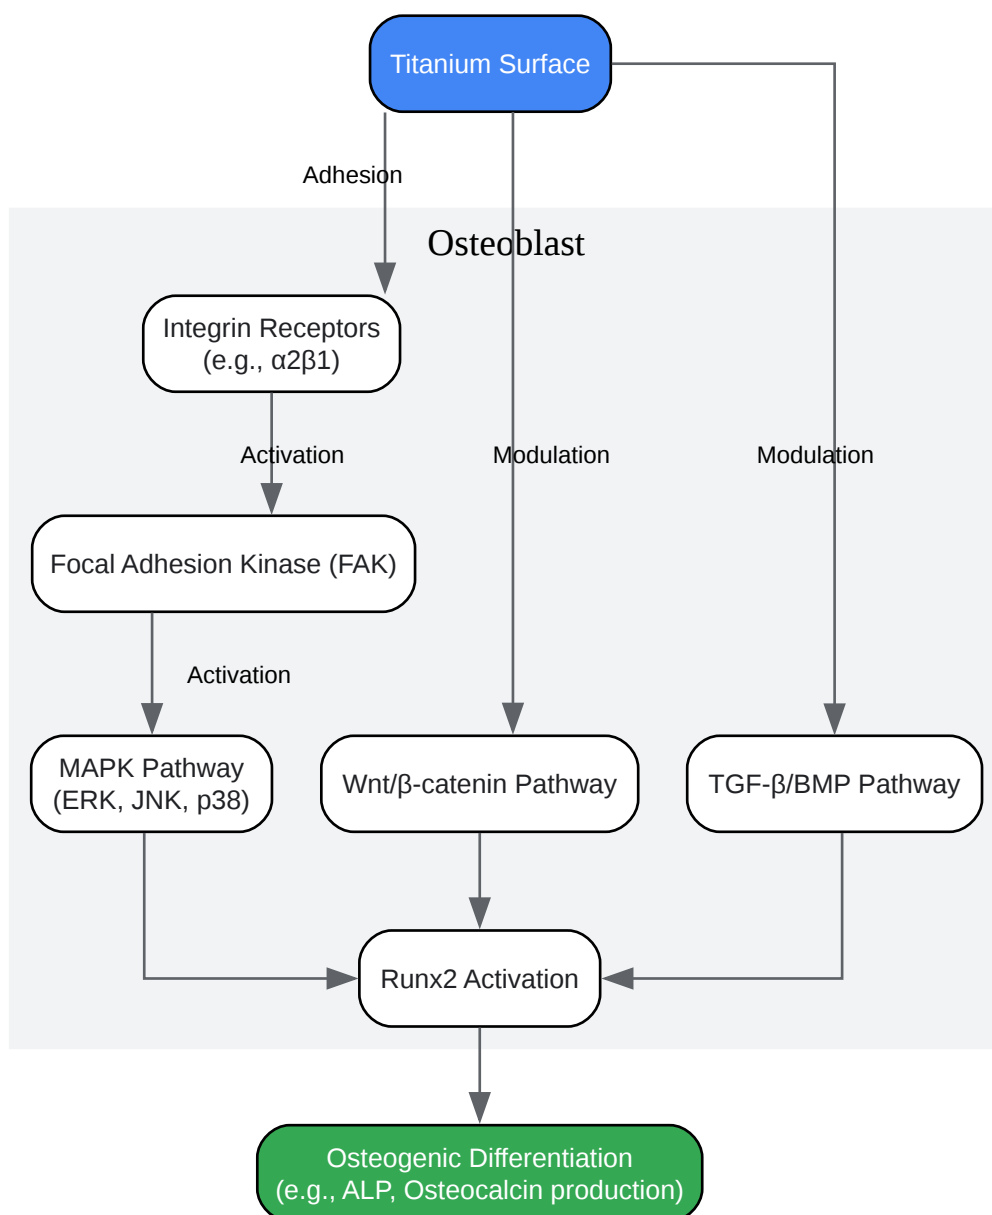 Titanium Surface
Adhesion
Osteoblast
Integrin Receptors
(e.g., α2β1)
Activation
Modulation
Modulation
Focal Adhesion Kinase (FAK)
Activation
MAPK Pathway
(ERK, JNK, p38)
Wnt/β-catenin Pathway
TGF-β/BMP Pathway
Runx2 Activation
Osteogenic Differentiation
(e.g., ALP, Osteocalcin production)